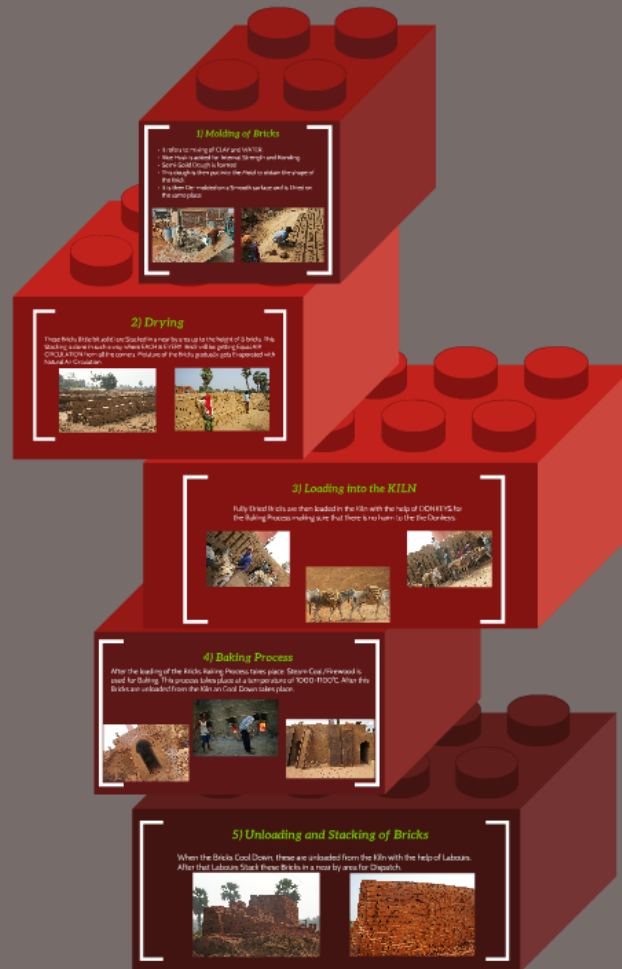 1) Molding of Bricks
• It refers to mixing of CLAY and WATER
• Rice Husk is added for Internal Strength and Bonding.
• Semi-Solid Dough is formed
• This dough is then put into the Mold to obtain the shape of
the Brick
• It is then De-molded on a Smooth surface and is Dried on
the same place
2) Drying
These Bricks (little bit solid) are Stacked in a near by area up to the height of 5 bricks. This
Stacking is done in such a way where EACH & EVERY Brick will be getting Equal AIR
CIRCULATION from all the corners. Moisture of the Bricks gradually gets Evaporated with
Natural Air Circulation
3) Loading into the KILN
Fully Dried Bricks are then loaded in the Kiln with the help of DONKEYS for
the Baking Process making sure that there is no harm to the the Donkeys.
4) Baking Process
After the loading of the Bricks Baking Process takes place. Steam Coal/Firewood is
used for Baking. This process takes place at a temperature of 1000-1100°C. After this
Bricks are unloaded from the Kiln an Cool Down takes place.
5) Unloading and Stacking of Bricks
When the Bricks Cool Down, these are unloaded from the Kiln with the help of Labours.
After that Labours Stack these Bricks in a near by area for Dispatch.